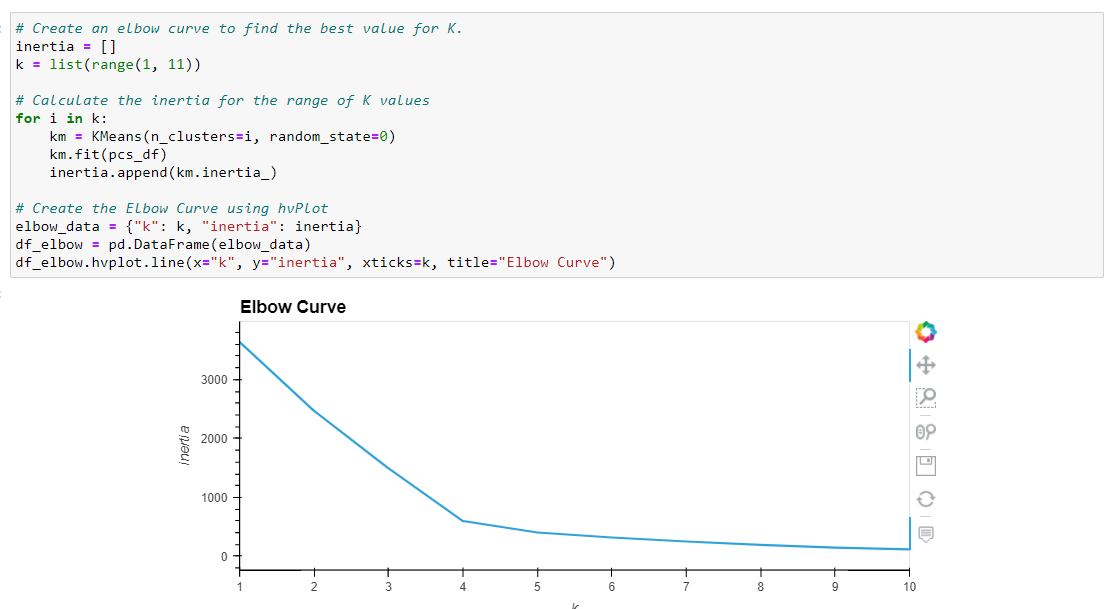 # Create an elbow curve to find the best value for K.
inertia = []
k = list(range(1, 11))
# Calculate the inertia for the range of K values
for i in k:
    km = KMeans(n_clusters=i, random_state=0)
    km.fit(pcs_df)
    inertia.append(km.inertia_)
# Create the Elbow Curve using hvPlot
elbow_data = {"k": k, "inertia": inertia}
df_elbow = pd.DataFrame(elbow_data)
df_elbow.hvplot.line(x="k", y="inertia", xticks=k, title="Elbow Curve")
Elbow Curve
3000
2000
1000
0
inertia
1 2 3 4 5 6 7 8 9 10
k